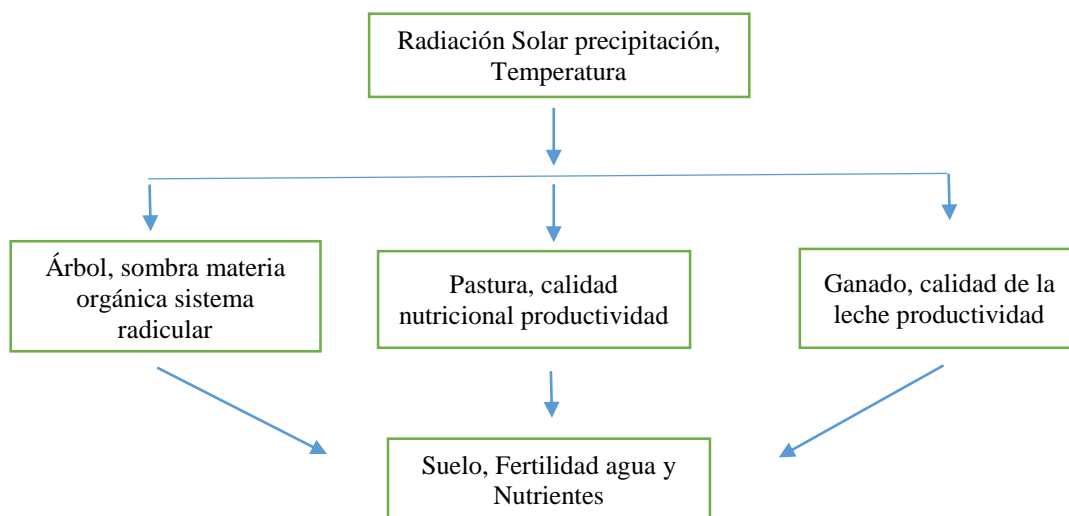 Radiación Solar precipitación,
Temperatura
Árbol, sombra materia
orgánica sistema
radicular
Pastura, calidad
nutricional productividad
Ganado, calidad de la
leche productividad
Suelo, Fertilidad agua y
Nutrientes